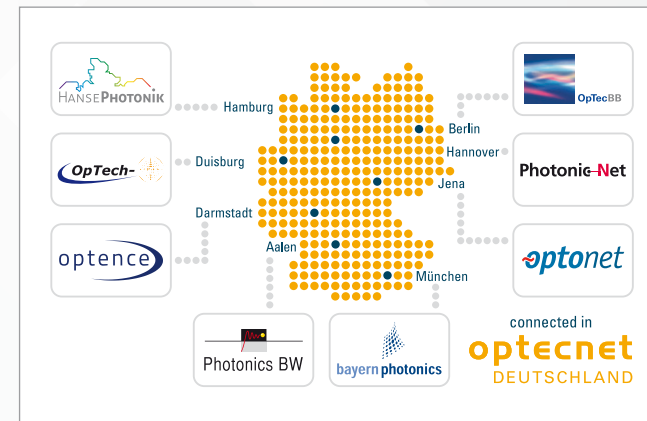 HANSEPHOTONIK
Hamburg
OpTecBB
Berlin
OpTech-
Duisburg
Hannover
Photonic Net
Jena
Darmstadt
optence
Aalen
optonet
München
Photonics BW
bayern photonics
connected in
optecnet
DEUTSCHLAND